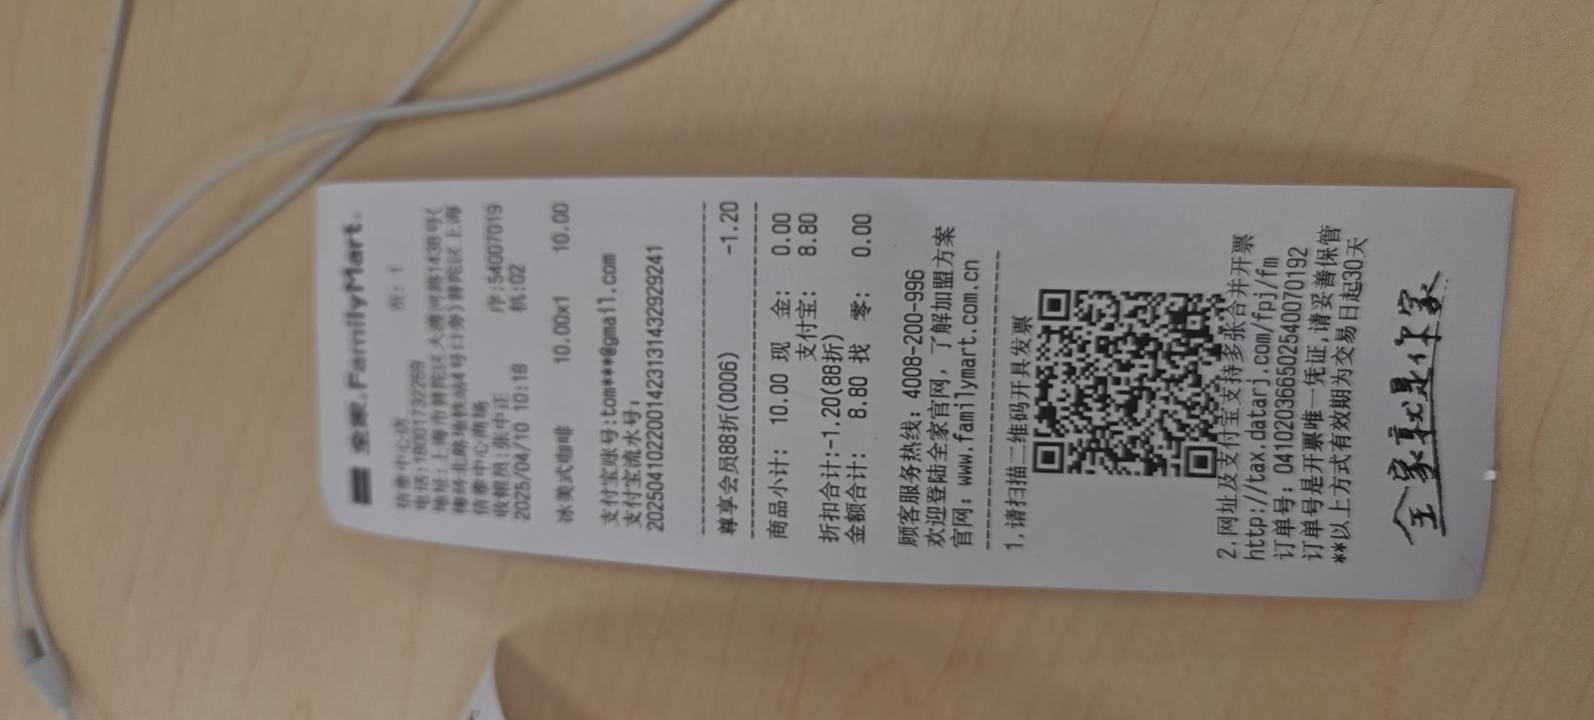 全家.FamilyMart.
信泰中心店 页: 1
电话:18001732269
地址:上海市普陀区大渡河路1438号(
梅岭北路地铁站4号口旁)普陀区上海
信泰中心商场 序:54007019
收银员:张中正 机:02
2025/04/10 10:18
冰美式咖啡 10.00x1 10.00
支付宝账号:tom***@gmail.com
支付宝流水号:
2025041022001423131432929241
尊享会员88折(0006) -1.20
商品小计: 10.00 现 金: 0.00
支付宝: 8.80
折扣合计:-1.20(88折)
金额合计: 8.80 找 零: 0.00
顾客服务热线: 4008-200-996
欢迎登陆全家官网, 了解加盟方案
官网: www.familymart.com.cn
1.请扫描二维码开具发票
2.网址及支付宝支持多张合并开票
http://tax.datarj.com/fpj/fm
订单号: 041020366502540070192
订单号是开票唯一凭证,请妥善保管
**以上方式有效期为交易日起30天
全家就是你家